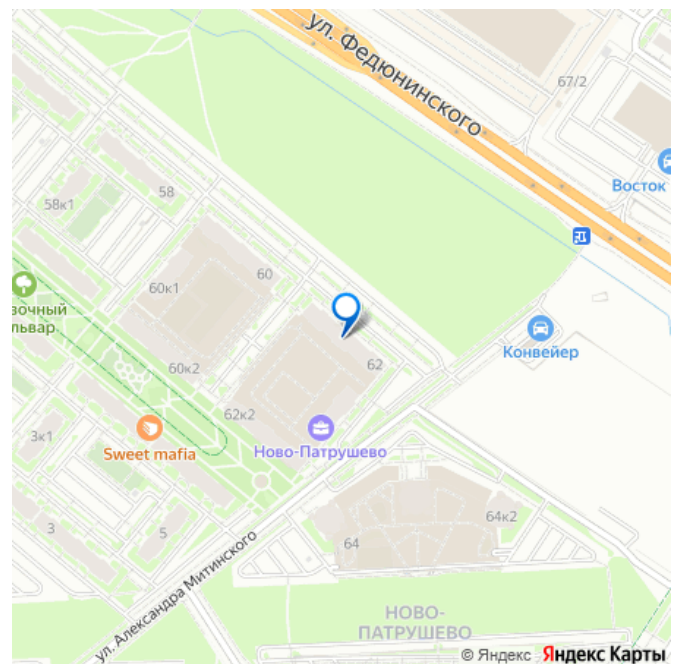 ул. Федюнинского
67/2
Восток
58
58к1
60
60к1
вочный
львар
60к2
62
Конвейер
62к2
Sweet mafia
3к1
Ново-Патрушево
64к2
3
5
64
ул. Александра Митинского
НОВО-
ПАТРУШЕВО
© Яндекс Яндекс Карты